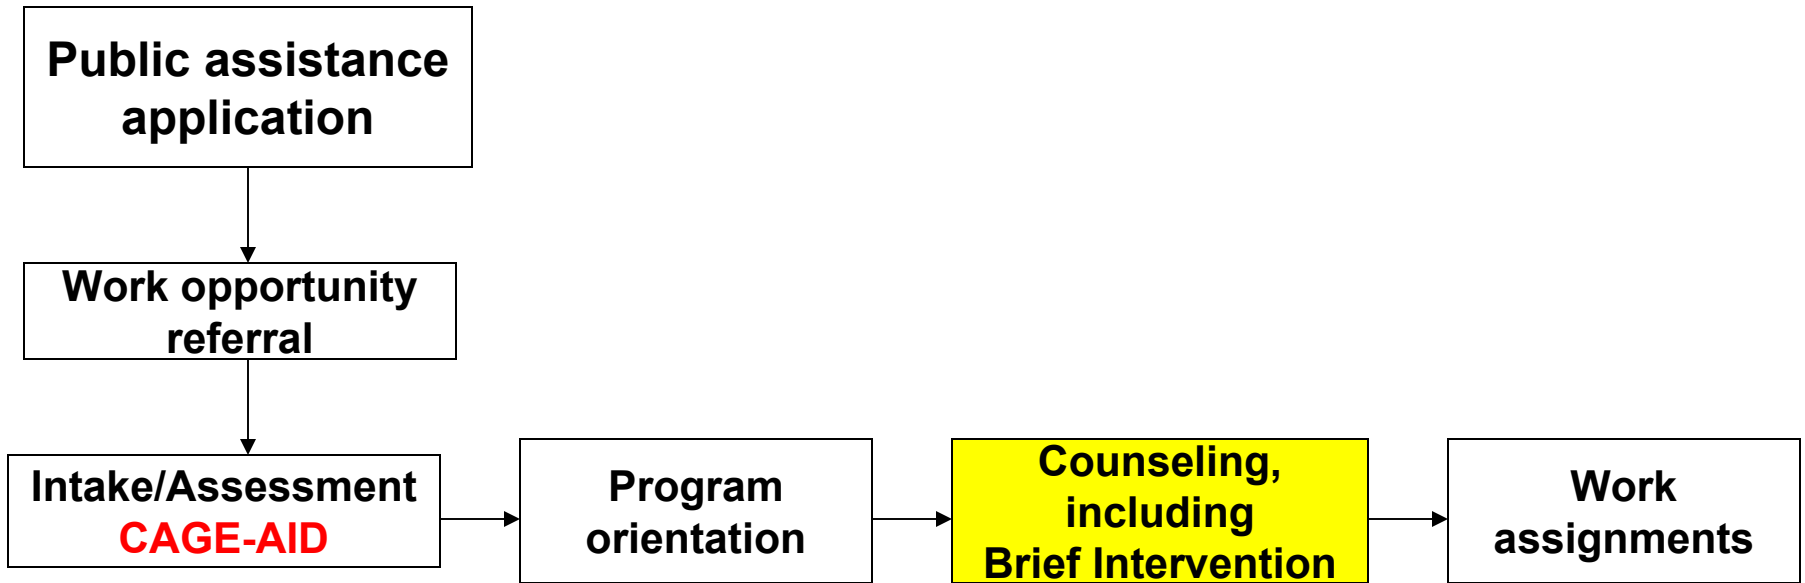 Public assistance
application
Work opportunity
referral
Intake/Assessment
CAGE-AID
Program
orientation
Counseling,
including
Brief Intervention
Work
assignments